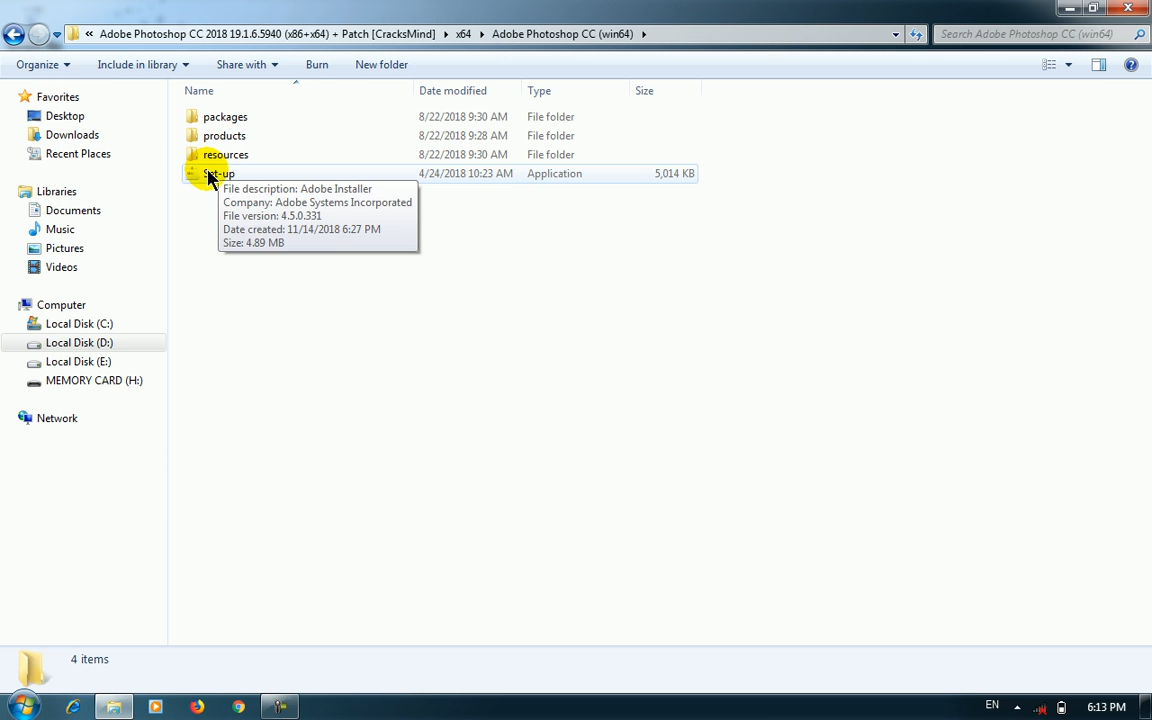 Adobe Photoshop CC 2018 19.1.6.5940 (x86+x64) + Patch [CracksMind] x64 Adobe Photoshop CC (win64) Search Adobe Photoshop CC (win64)
Organize Include in library Share with Burn New folder
Name Date modified Type Size
Favorites
Desktop
Downloads
Recent Places
Libraries
Documents
Music
Pictures
Videos
Computer
Local Disk (C:)
Local Disk (D:)
Local Disk (E:)
MEMORY CARD (H:)
Network
packages 8/22/2018 9:30 AM File folder
products 8/22/2018 9:28 AM File folder
resources 8/22/2018 9:30 AM File folder
Set-up 4/24/2018 10:23 AM Application 5,014 KB
File description: Adobe Installer
Company: Adobe Systems Incorporated
File version: 4.5.0.331
Date created: 11/14/2018 6:27 PM
Size: 4.89 MB
4 items
EN 6:13 PM